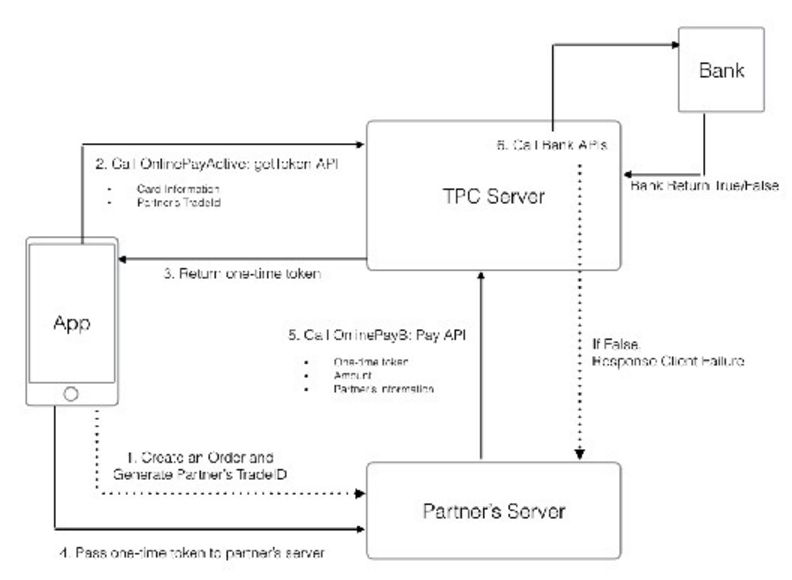 Bank
6. Call Bank APIs
2. Call OnlinePayActive: getToken API
• Card Information
• Partner's TradeId
TPC Server
Bank Return True/False
3. Return one-time token
App
5. Call OnlinePayB: Pay API
• One-time token
• Amount
• Partner's Information
If False,
Response Client Failure
1. Create an Order and
Generate Partner's TradeID
Partner's Server
4. Pass one-time token to partner's server